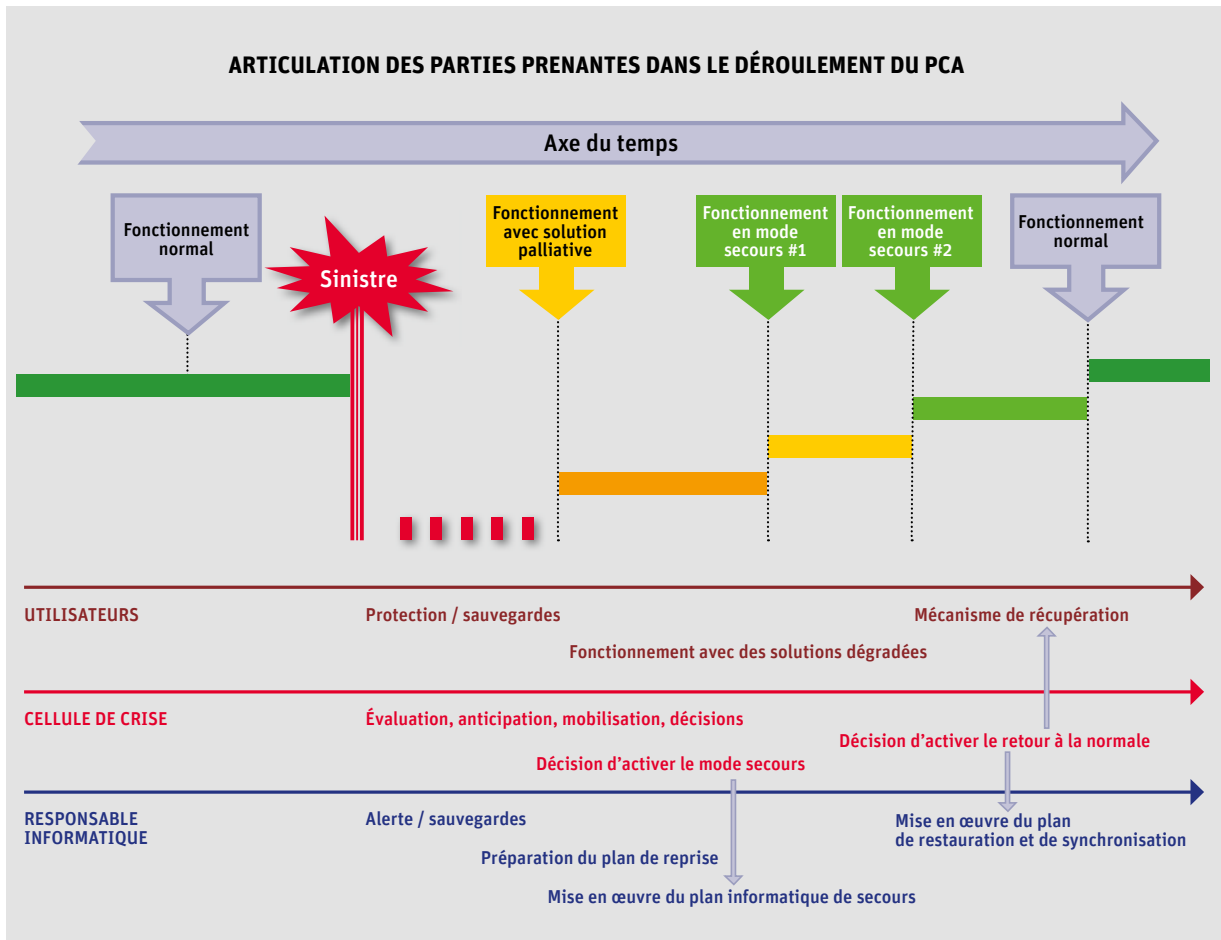 ARTICULATION DES PARTIES PRENANTES DANS LE DÉROULEMENT DU PCA
Axe du temps
Fonctionnement
normal
Sinistre
Fonctionnement
avec solution
palliative
Fonctionnement
en mode
secours #1
Fonctionnement
en mode
secours #2
Fonctionnement
normal
UTILISATEURS
Protection / sauvegardes
Mécanisme de récupération
Fonctionnement avec des solutions dégradées
CELLULE DE CRISE
Évaluation, anticipation, mobilisation, décisions
Décision d'activer le retour à la normale
Décision d'activer le mode secours
RESPONSABLE
INFORMATIQUE
Alerte / sauvegardes
Mise en œuvre du plan
de restauration et de synchronisation
Préparation du plan de reprise
Mise en œuvre du plan informatique de secours